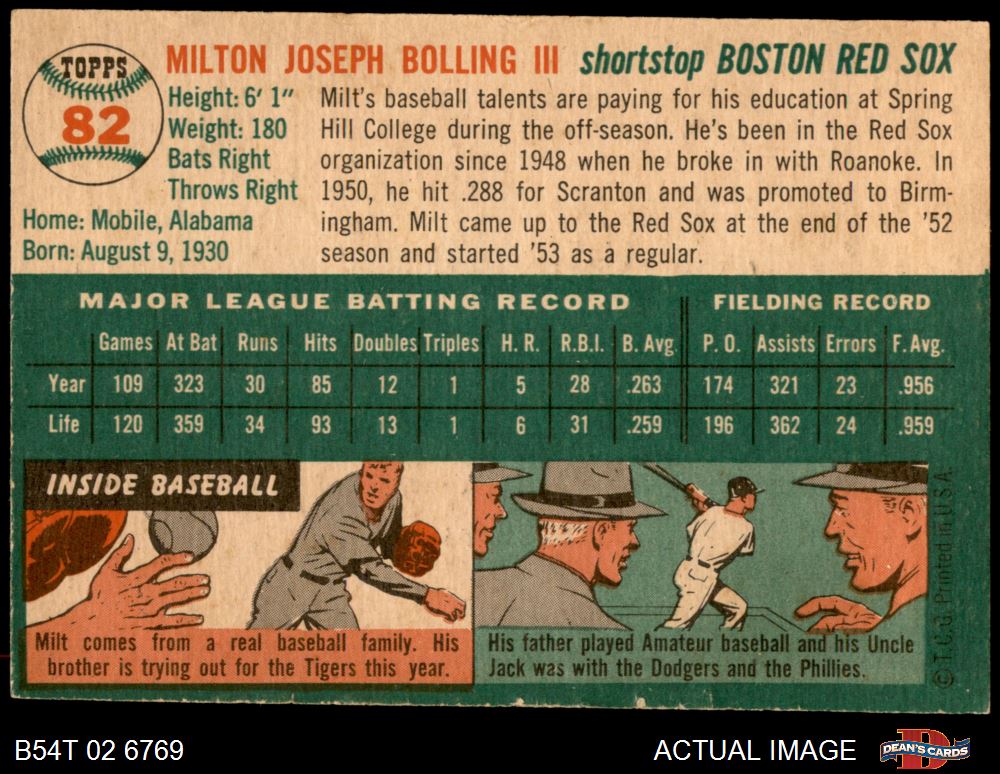 TOPPS
82
MILTON JOSEPH BOLLING III shortstop BOSTON RED SOX
Height: 6' 1"
Weight: 180
Bats Right
Throws Right
Home: Mobile, Alabama
Born: August 9, 1930
Milt's baseball talents are paying for his education at Spring
Hill College during the off-season. He's been in the Red Sox
organization since 1948 when he broke in with Roanoke. In
1950, he hit .288 for Scranton and was promoted to Birm-
ingham. Milt came up to the Red Sox at the end of the '52
season and started '53 as a regular.
MAJOR LEAGUE BATTING RECORD FIELDING RECORD
Games At Bat Runs Hits Doubles Triples H. R. R.B.I. B. Avg. P. O. Assists Errors F. Avg.
Year 109 323 30 85 12 1 5 28 .263 174 321 23 .956
Life 120 359 34 93 13 1 6 31 .259 196 362 24 .959
INSIDE BASEBALL
Milt comes from a real baseball family. His
brother is trying out for the Tigers this year.
His father played Amateur baseball and his Uncle
Jack was with the Dodgers and the Phillies.
© T.C.G. Printed in U.S.A.
B54T 02 6769
ACTUAL IMAGE
DEAN'S CARDS